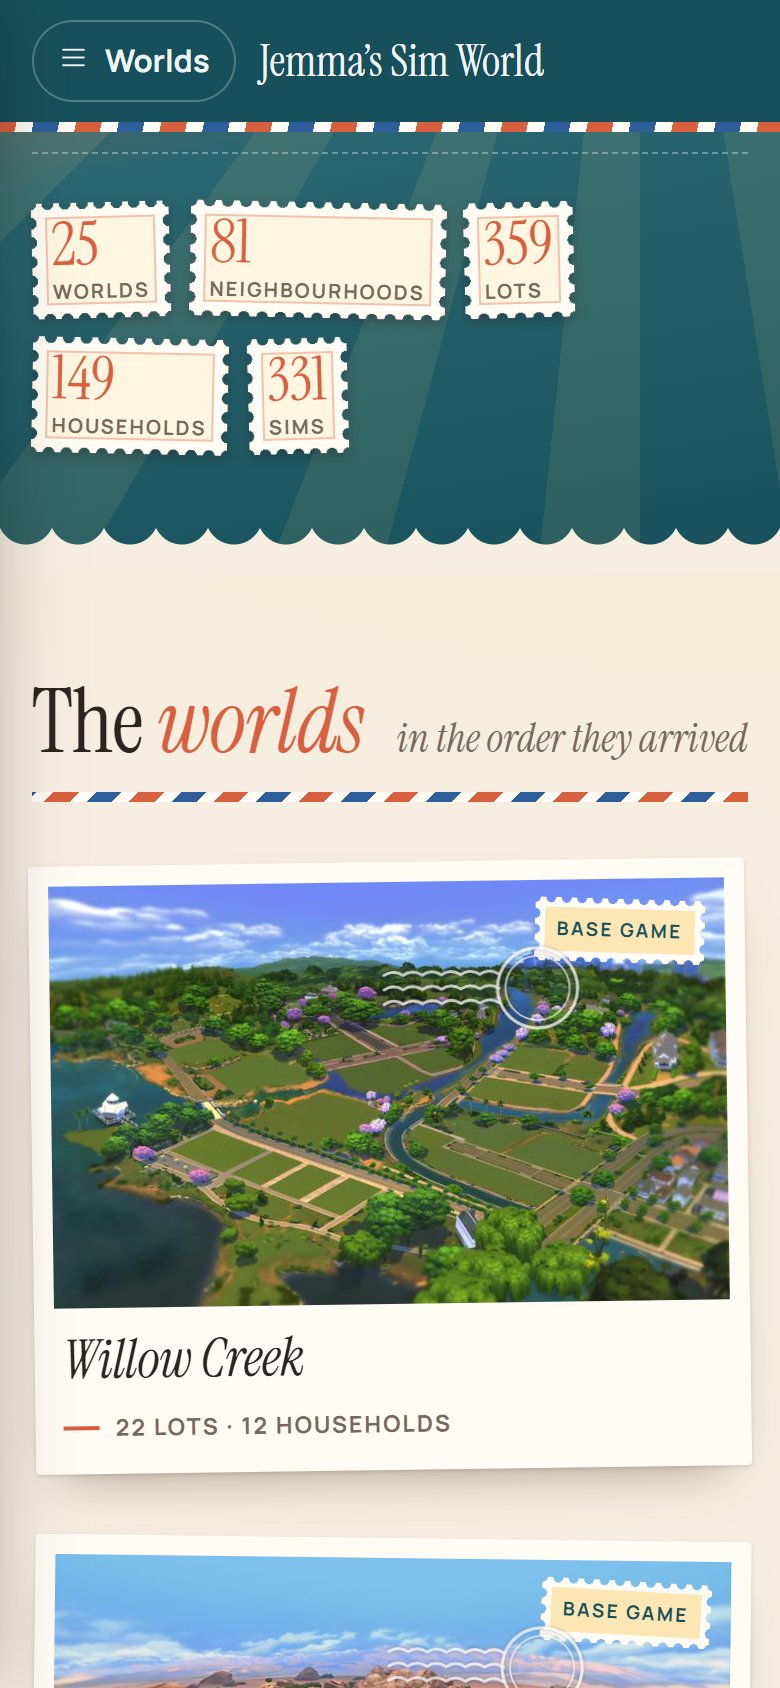 Worlds
Jemma’s Sim World
25
WORLDS
81
NEIGHBOURHOODS
359
LOTS
149
HOUSEHOLDS
331
SIMS
The worlds in the order they arrived
BASE GAME
Willow Creek
22 LOTS · 12 HOUSEHOLDS
BASE GAME